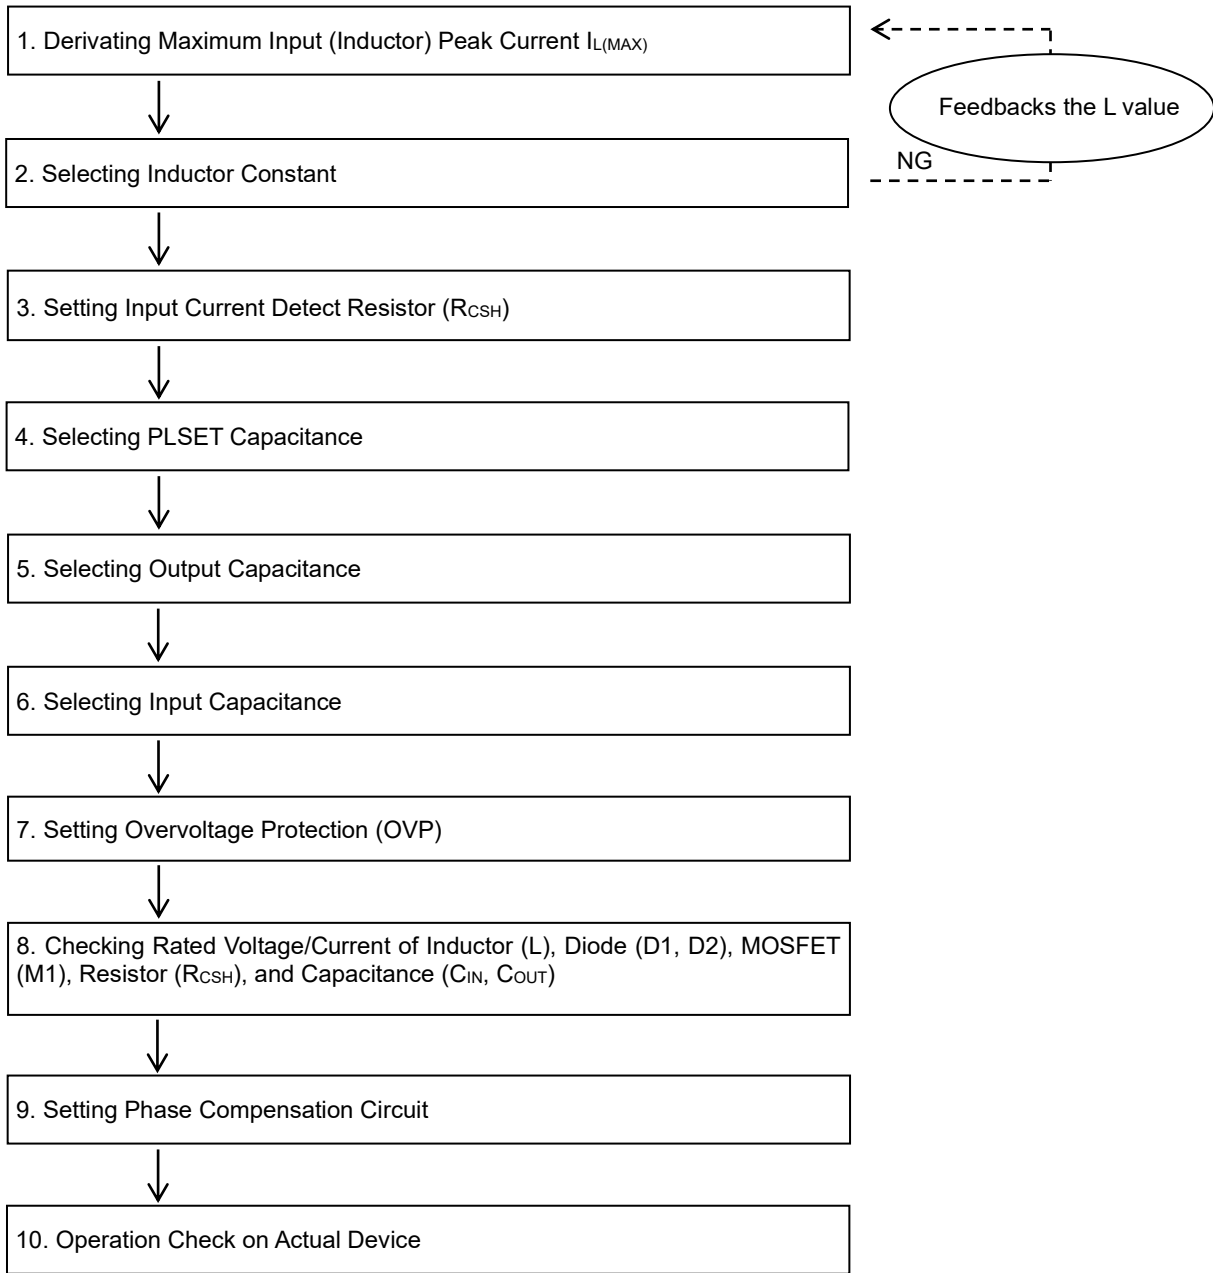 1. Derivating Maximum Input (Inductor) Peak Current IL(MAX)
Feedbacks the L value
NG
2. Selecting Inductor Constant
3. Setting Input Current Detect Resistor (RCSH)
4. Selecting PLSET Capacitance
5. Selecting Output Capacitance
6. Selecting Input Capacitance
7. Setting Overvoltage Protection (OVP)
8. Checking Rated Voltage/Current of Inductor (L), Diode (D1, D2), MOSFET
(M1), Resistor (RCSH), and Capacitance (CIN, COUT)
9. Setting Phase Compensation Circuit
10. Operation Check on Actual Device